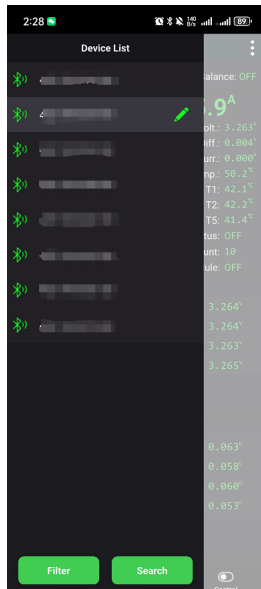 2:28
140 B/s
89
Device List
alance: OFF
.9A
olt.: 3.263V
iff.: 0.004V
urr.: 0.000A
mp.: 50.2℃
T1: 42.1℃
T2: 42.2℃
T5: 41.4℃
tus: OFF
unt: 10
ule: OFF
3.264V
3.264V
3.263V
3.265V
0.063Ω
0.058Ω
0.060Ω
0.053Ω
Filter
Search
Control